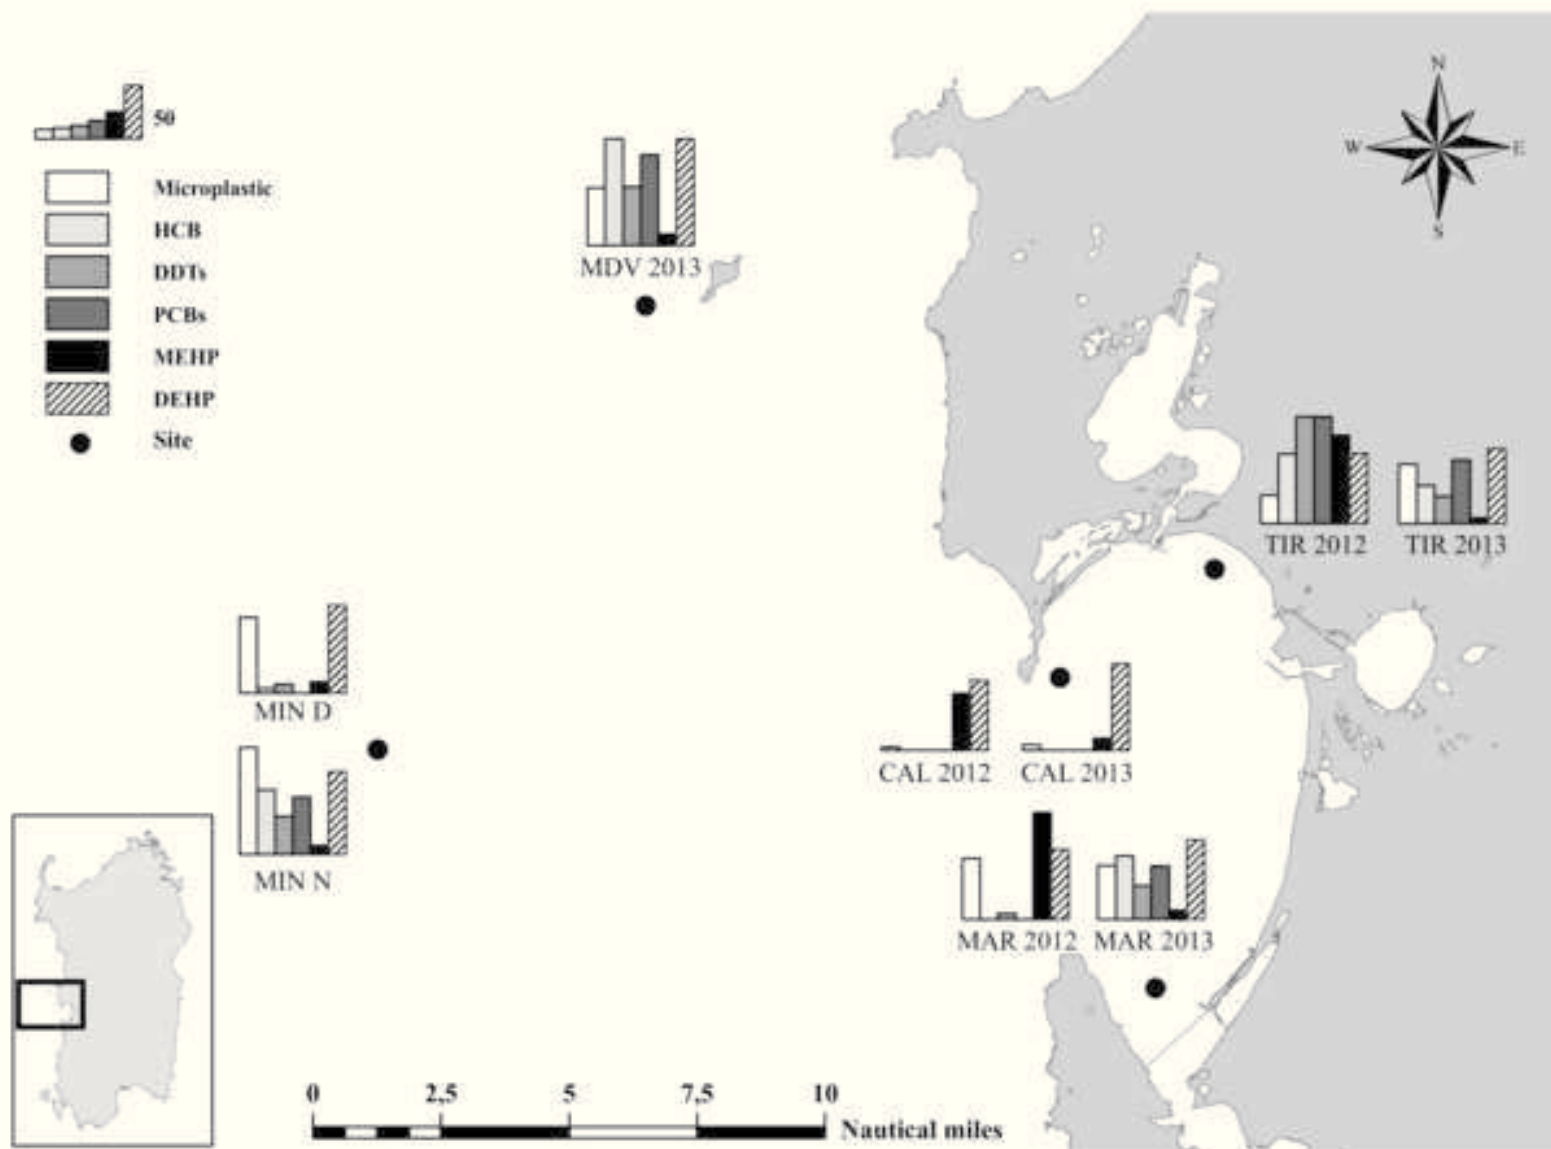 50
Microplastic
HCB
DDTs
PCBs
MEHP
DEHP
Site
N
W E
S
MDV 2013
TIR 2012 TIR 2013
MIN D
CAL 2012 CAL 2013
MIN N
MAR 2012 MAR 2013
0 2,5 5 7,5 10
Nautical miles